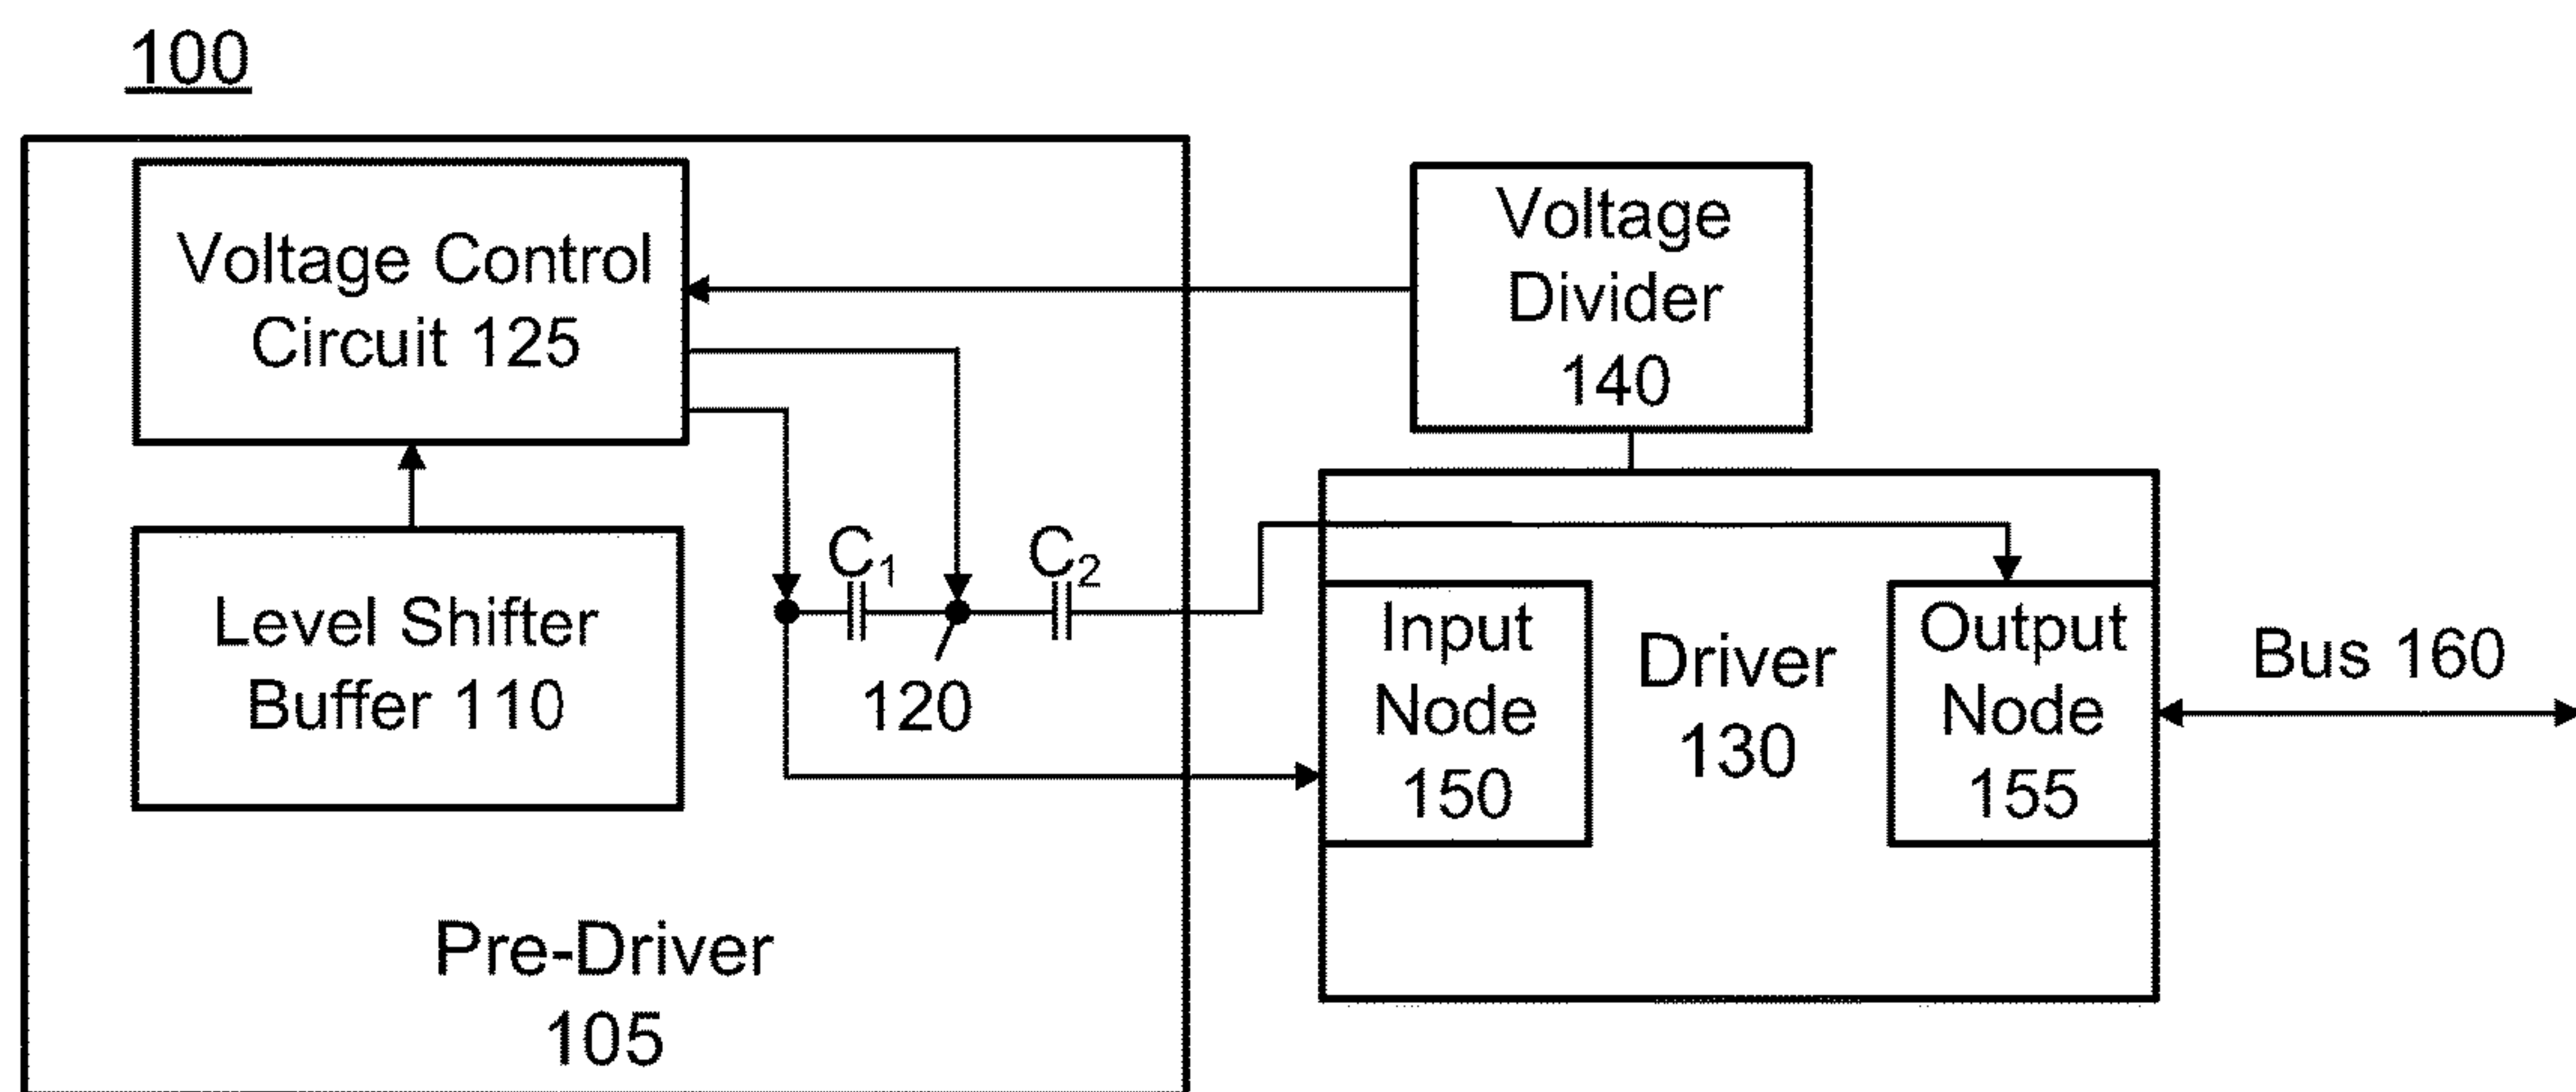 100
Voltage Control
Circuit 125
Level Shifter
Buffer 110
C₁
C₂
120
Pre-Driver
105
Voltage
Divider
140
Input
Node
150
Driver
130
Output
Node
155
Bus 160